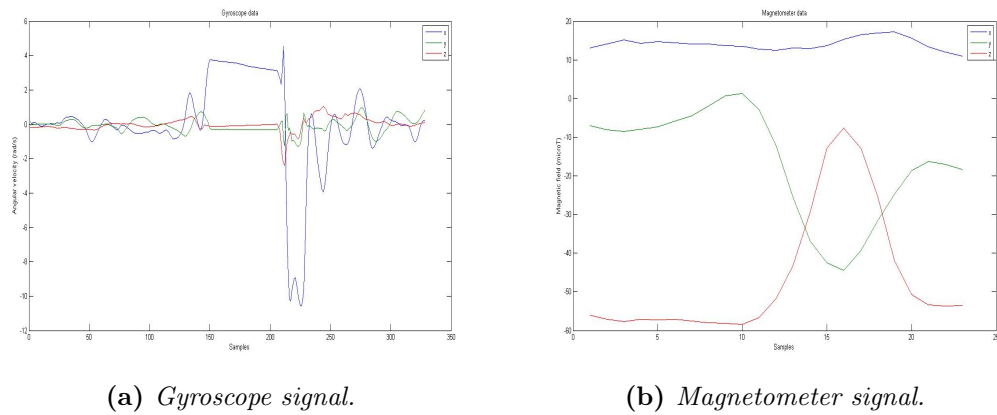 Gyroscope data
6
4
2
0
-2
-4
-6
-8
-10
-12
0
50
100
150
200
250
300
350
Angular velocity (rad/s)
Samples
x
y
z
(a) Gyroscope signal.
Magnetometer data
20
10
0
-10
-20
-30
-40
-50
-60
0
5
10
15
20
25
Magnetic field (micrnT)
Samples
x
y
z
(b) Magnetometer signal.